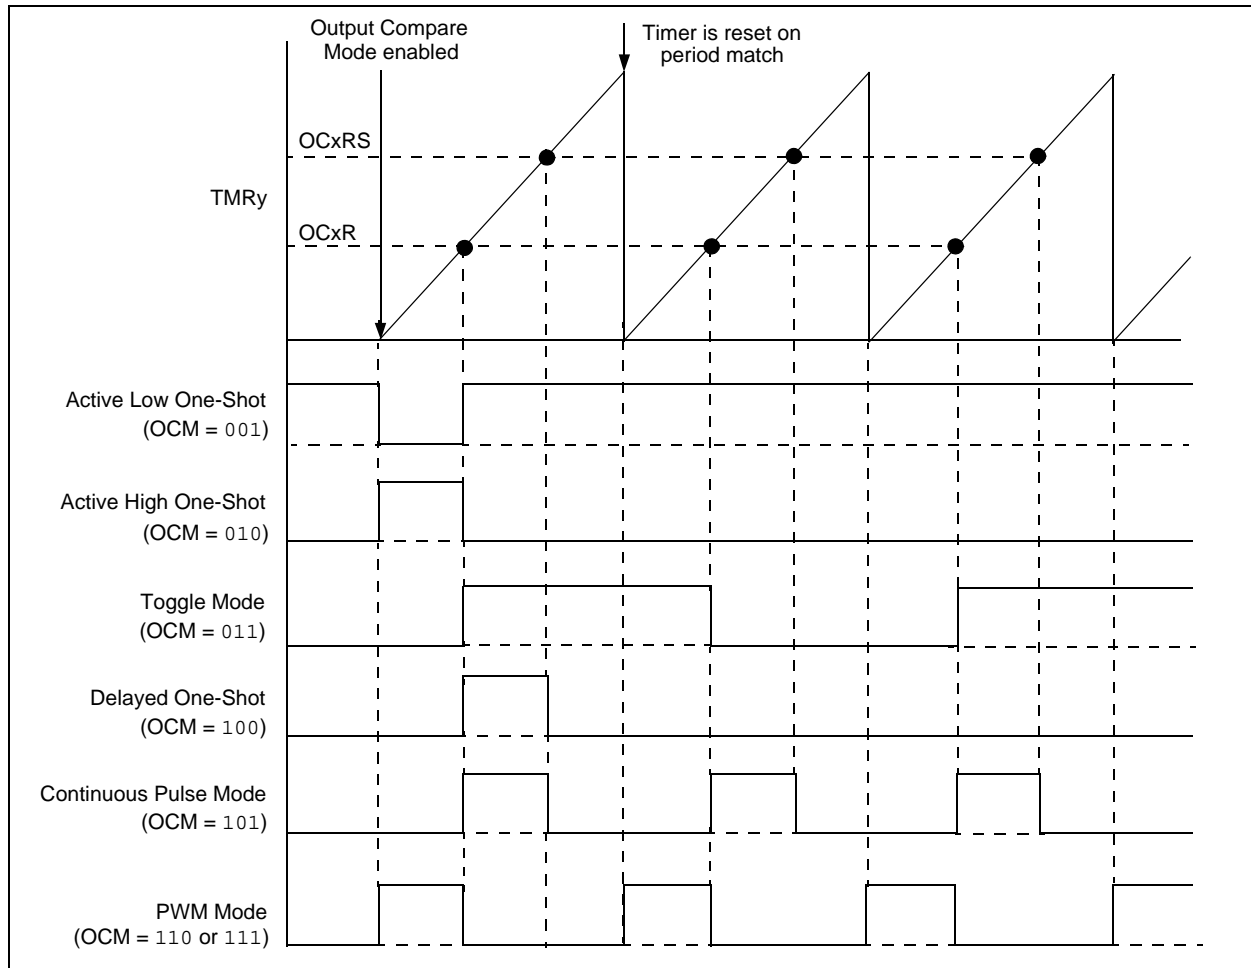 Output Compare
Mode enabled
Timer is reset on
period match
OCxRS
TMRy
OCxR
Active Low One-Shot
(OCM = 001)
Active High One-Shot
(OCM = 010)
Toggle Mode
(OCM = 011)
Delayed One-Shot
(OCM = 100)
Continuous Pulse Mode
(OCM = 101)
PWM Mode
(OCM = 110 or 111)